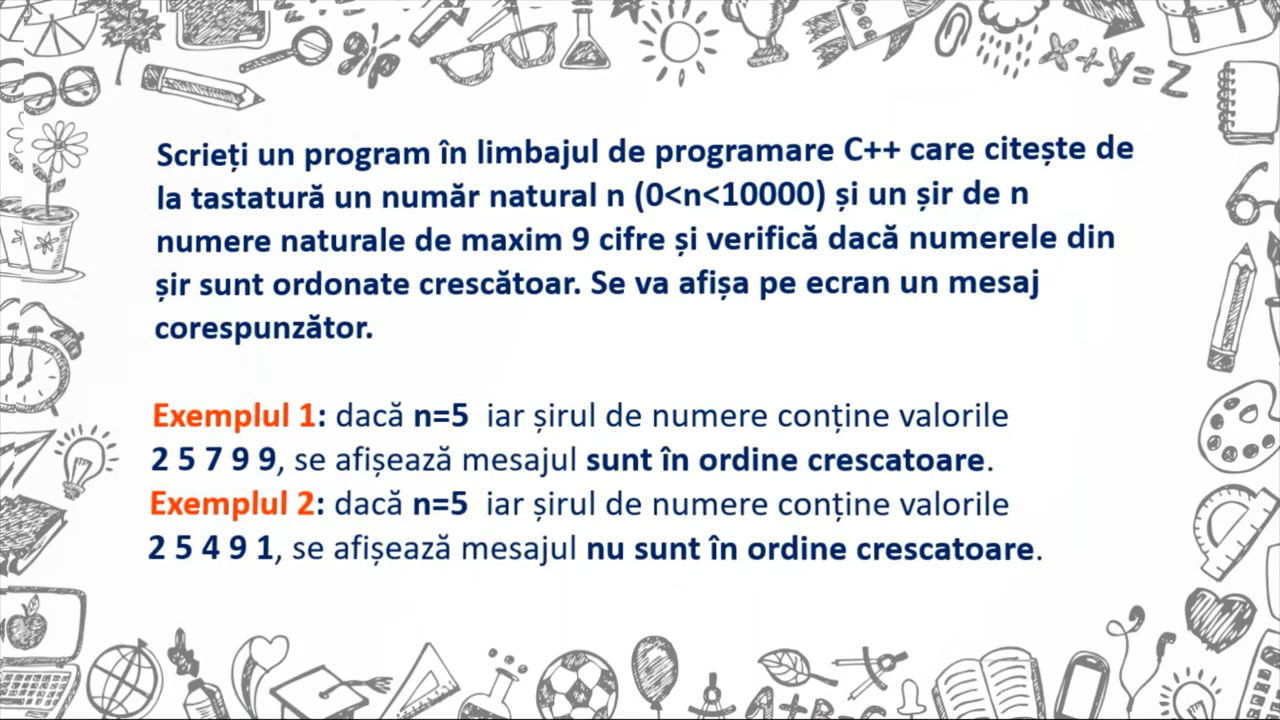 Scrieți un program în limbajul de programare C++ care citește de
la tastatură un număr natural n (0<n<10000) și un șir de n
numere naturale de maxim 9 cifre și verifică dacă numerele din
șir sunt ordonate crescătoar. Se va afișa pe ecran un mesaj
corespunzător.
Exemplul 1: dacă n=5 iar șirul de numere conține valorile
2 5 7 9 9, se afișează mesajul sunt în ordine crescatoare.
Exemplul 2: dacă n=5 iar șirul de numere conține valorile
2 5 4 9 1, se afișează mesajul nu sunt în ordine crescatoare.
x+y=z